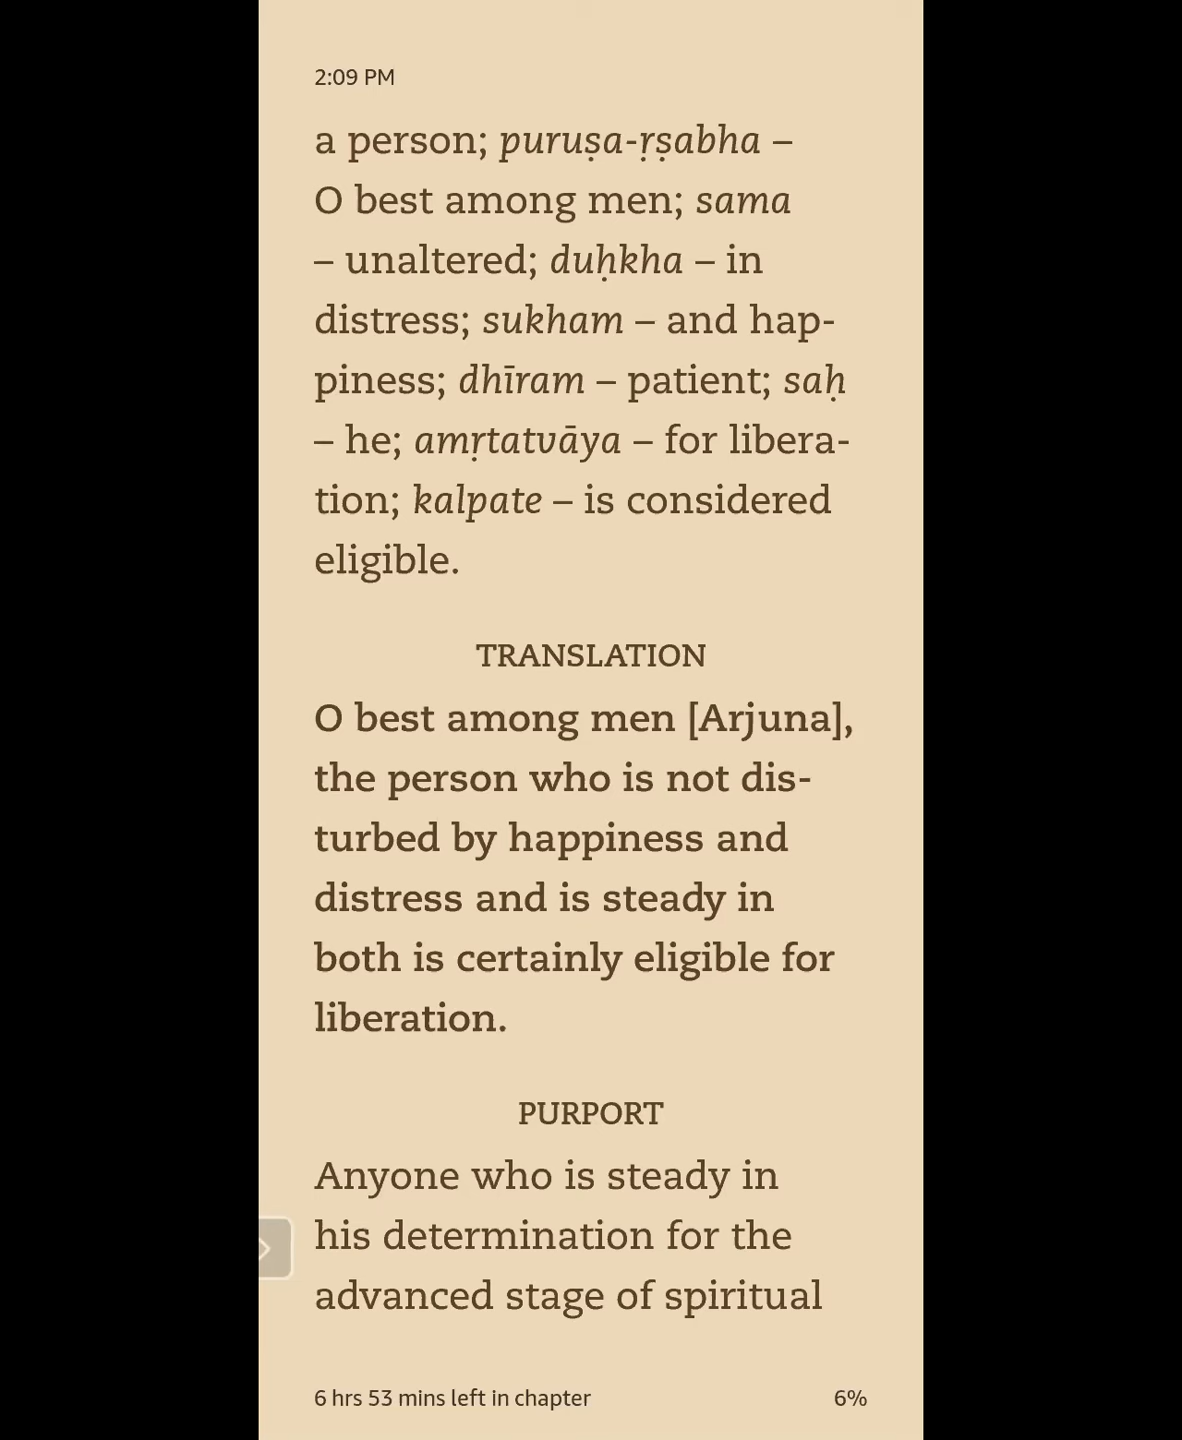 2:09 PM
a person; puruṣa-ṛṣabha –
O best among men; sama
– unaltered; duḥkha – in
distress; sukham – and hap-
piness; dhīram – patient; saḥ
– he; amṛtatvāya – for libera-
tion; kalpate – is considered
eligible.
TRANSLATION
O best among men [Arjuna],
the person who is not dis-
turbed by happiness and
distress and is steady in
both is certainly eligible for
liberation.
PURPORT
Anyone who is steady in
his determination for the
advanced stage of spiritual
6 hrs 53 mins left in chapter 6%